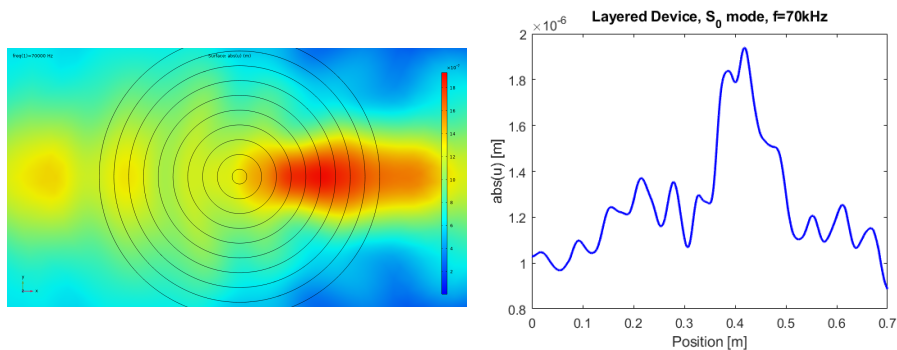 freq(1)=70000 Hz
Surface: abs(u) (m)
18
16
14
12
10
8
6
4
2
y
x
Layered Device, S₀ mode, f=70kHz
×10⁻⁶
2
1.8
1.6
1.4
1.2
1
0.8
abs(u) [m]
0 0.1 0.2 0.3 0.4 0.5 0.6 0.7
Position [m]